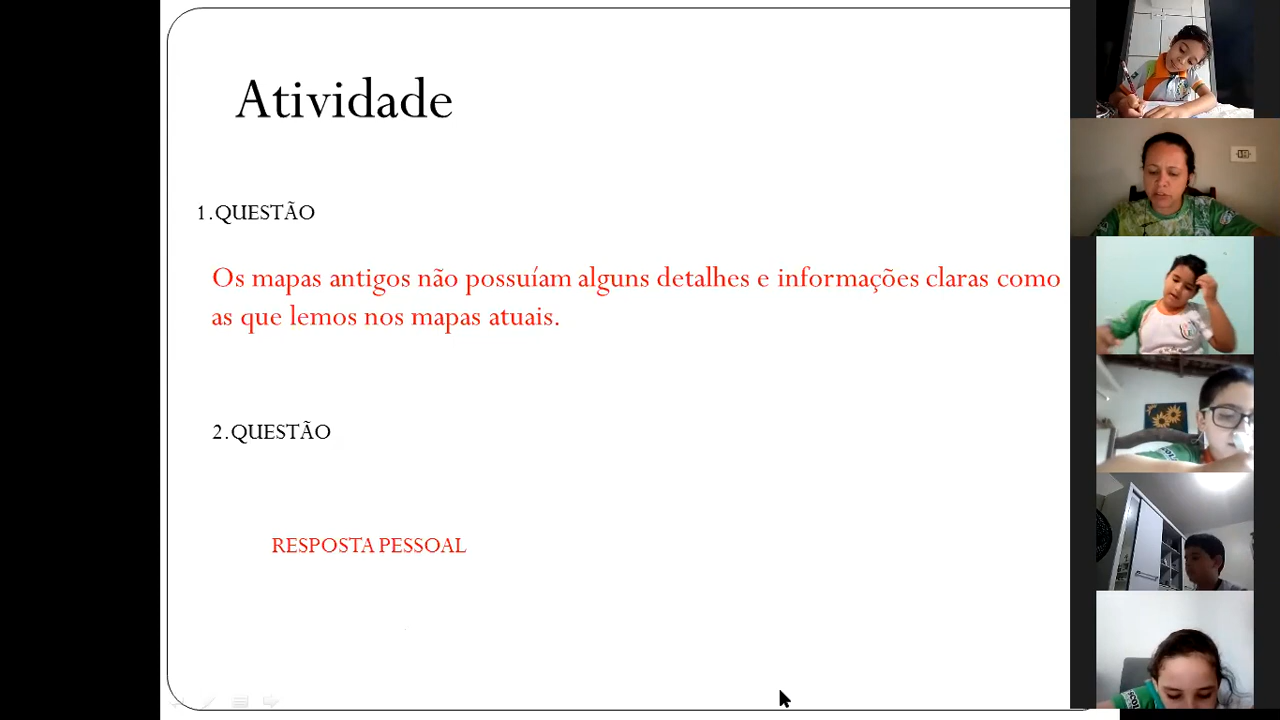 Atividade
1.QUESTÃO
Os mapas antigos não possuíam alguns detalhes e informações claras como
as que lemos nos mapas atuais.
2.QUESTÃO
RESPOSTA PESSOAL